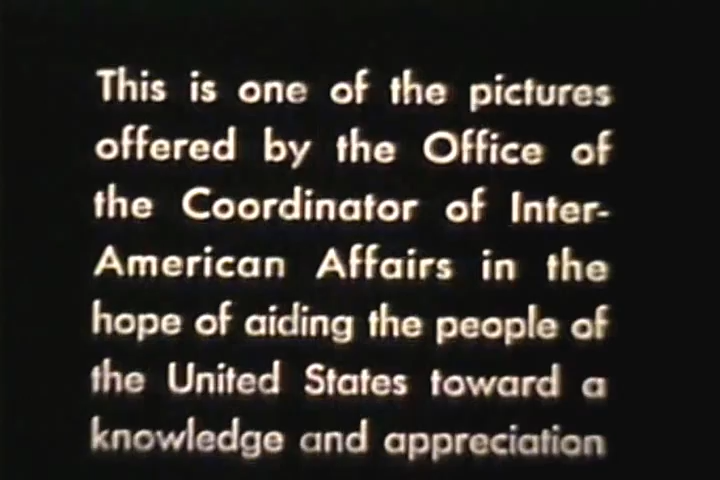 This is one of the pictures
offered by the Office of
the Coordinator of Inter-
American Affairs in the
hope of aiding the people of
the United States toward a
knowledge and appreciation